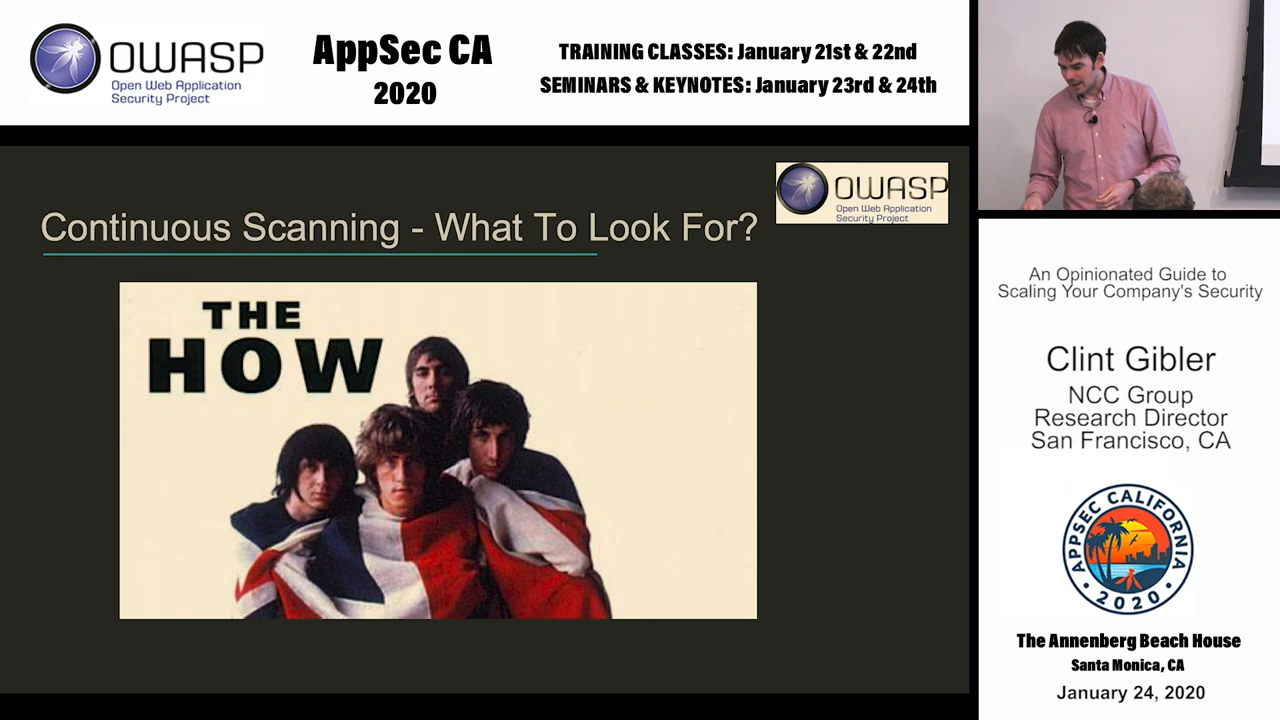 OWASP
Open Web Application
Security Project
AppSec CA
2020
TRAINING CLASSES: January 21st & 22nd
SEMINARS & KEYNOTES: January 23rd & 24th
OWASP
Open Web Application
Security Project
Continuous Scanning - What To Look For?
THE
HOW
An Opinionated Guide to
Scaling Your Company's Security
Clint Gibler
NCC Group
Research Director
San Francisco, CA
APPSEC CALIFORNIA
• 2020 •
The Annenberg Beach House
Santa Monica, CA
January 24, 2020